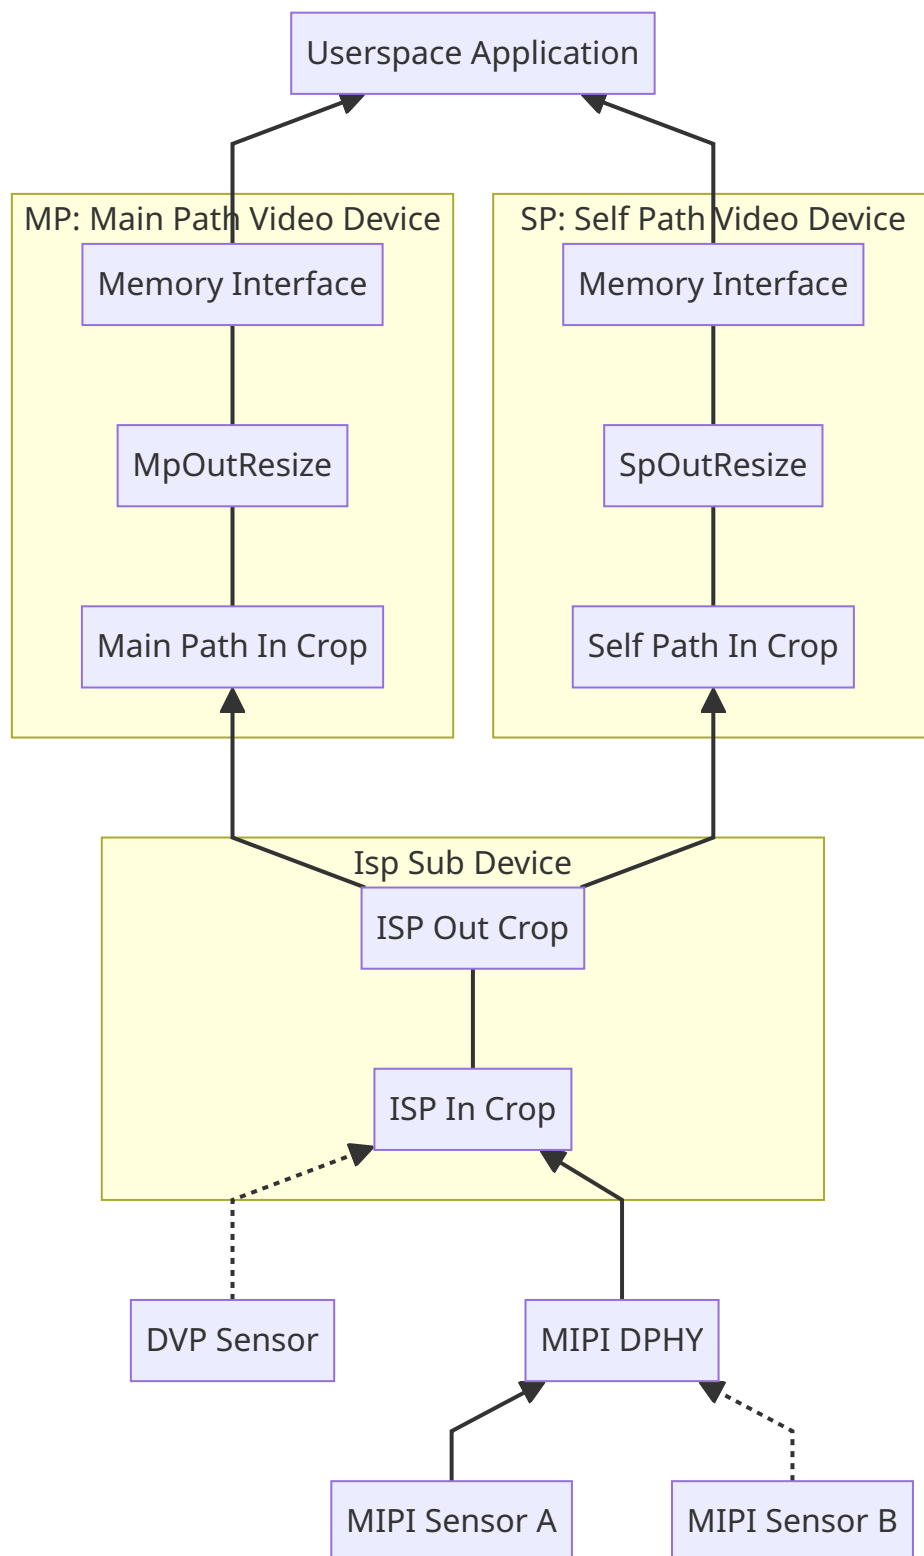 Userspace Application
MP: Main Path Video Device
SP: Self Path Video Device
Memory Interface
Memory Interface
MpOutResize
SpOutResize
Main Path In Crop
Self Path In Crop
Isp Sub Device
ISP Out Crop
ISP In Crop
DVP Sensor
MIPI DPHY
MIPI Sensor A
MIPI Sensor B